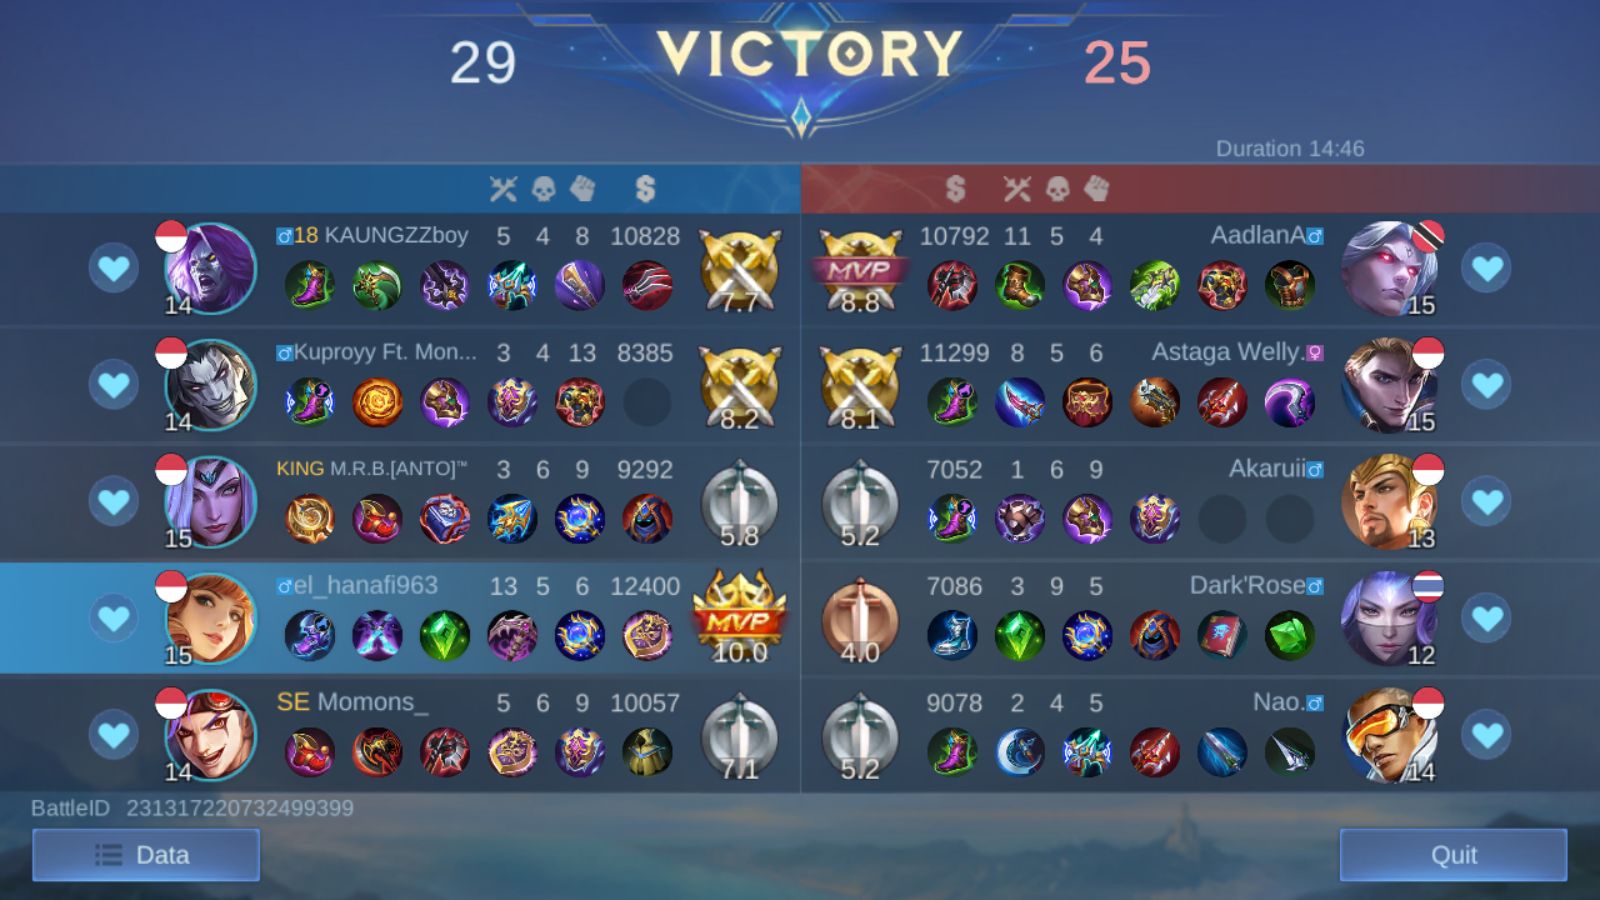 29 VICTORY 25
Duration 14:46
18 KAUNGZZboy 5 4 8 10828
14 7.7
MVP 8.8 10792 11 5 4 AadlanA 15
Kuproyy Ft. Mon... 3 4 13 8385
14 8.2
8.1 11299 8 5 6 Astaga Welly. 15
KING M.R.B.[ANTO]™ 3 6 9 9292
15 5.8
5.2 7052 1 6 9 Akaruii 13
el_hanafi963 13 5 6 12400
15 MVP 10.0
4.0 7086 3 9 5 Dark'Rose 12
SE Momons_ 5 6 9 10057
14 7.1
5.2 9078 2 4 5 Nao. 14
BattleID 231317220732499399
Data
Quit